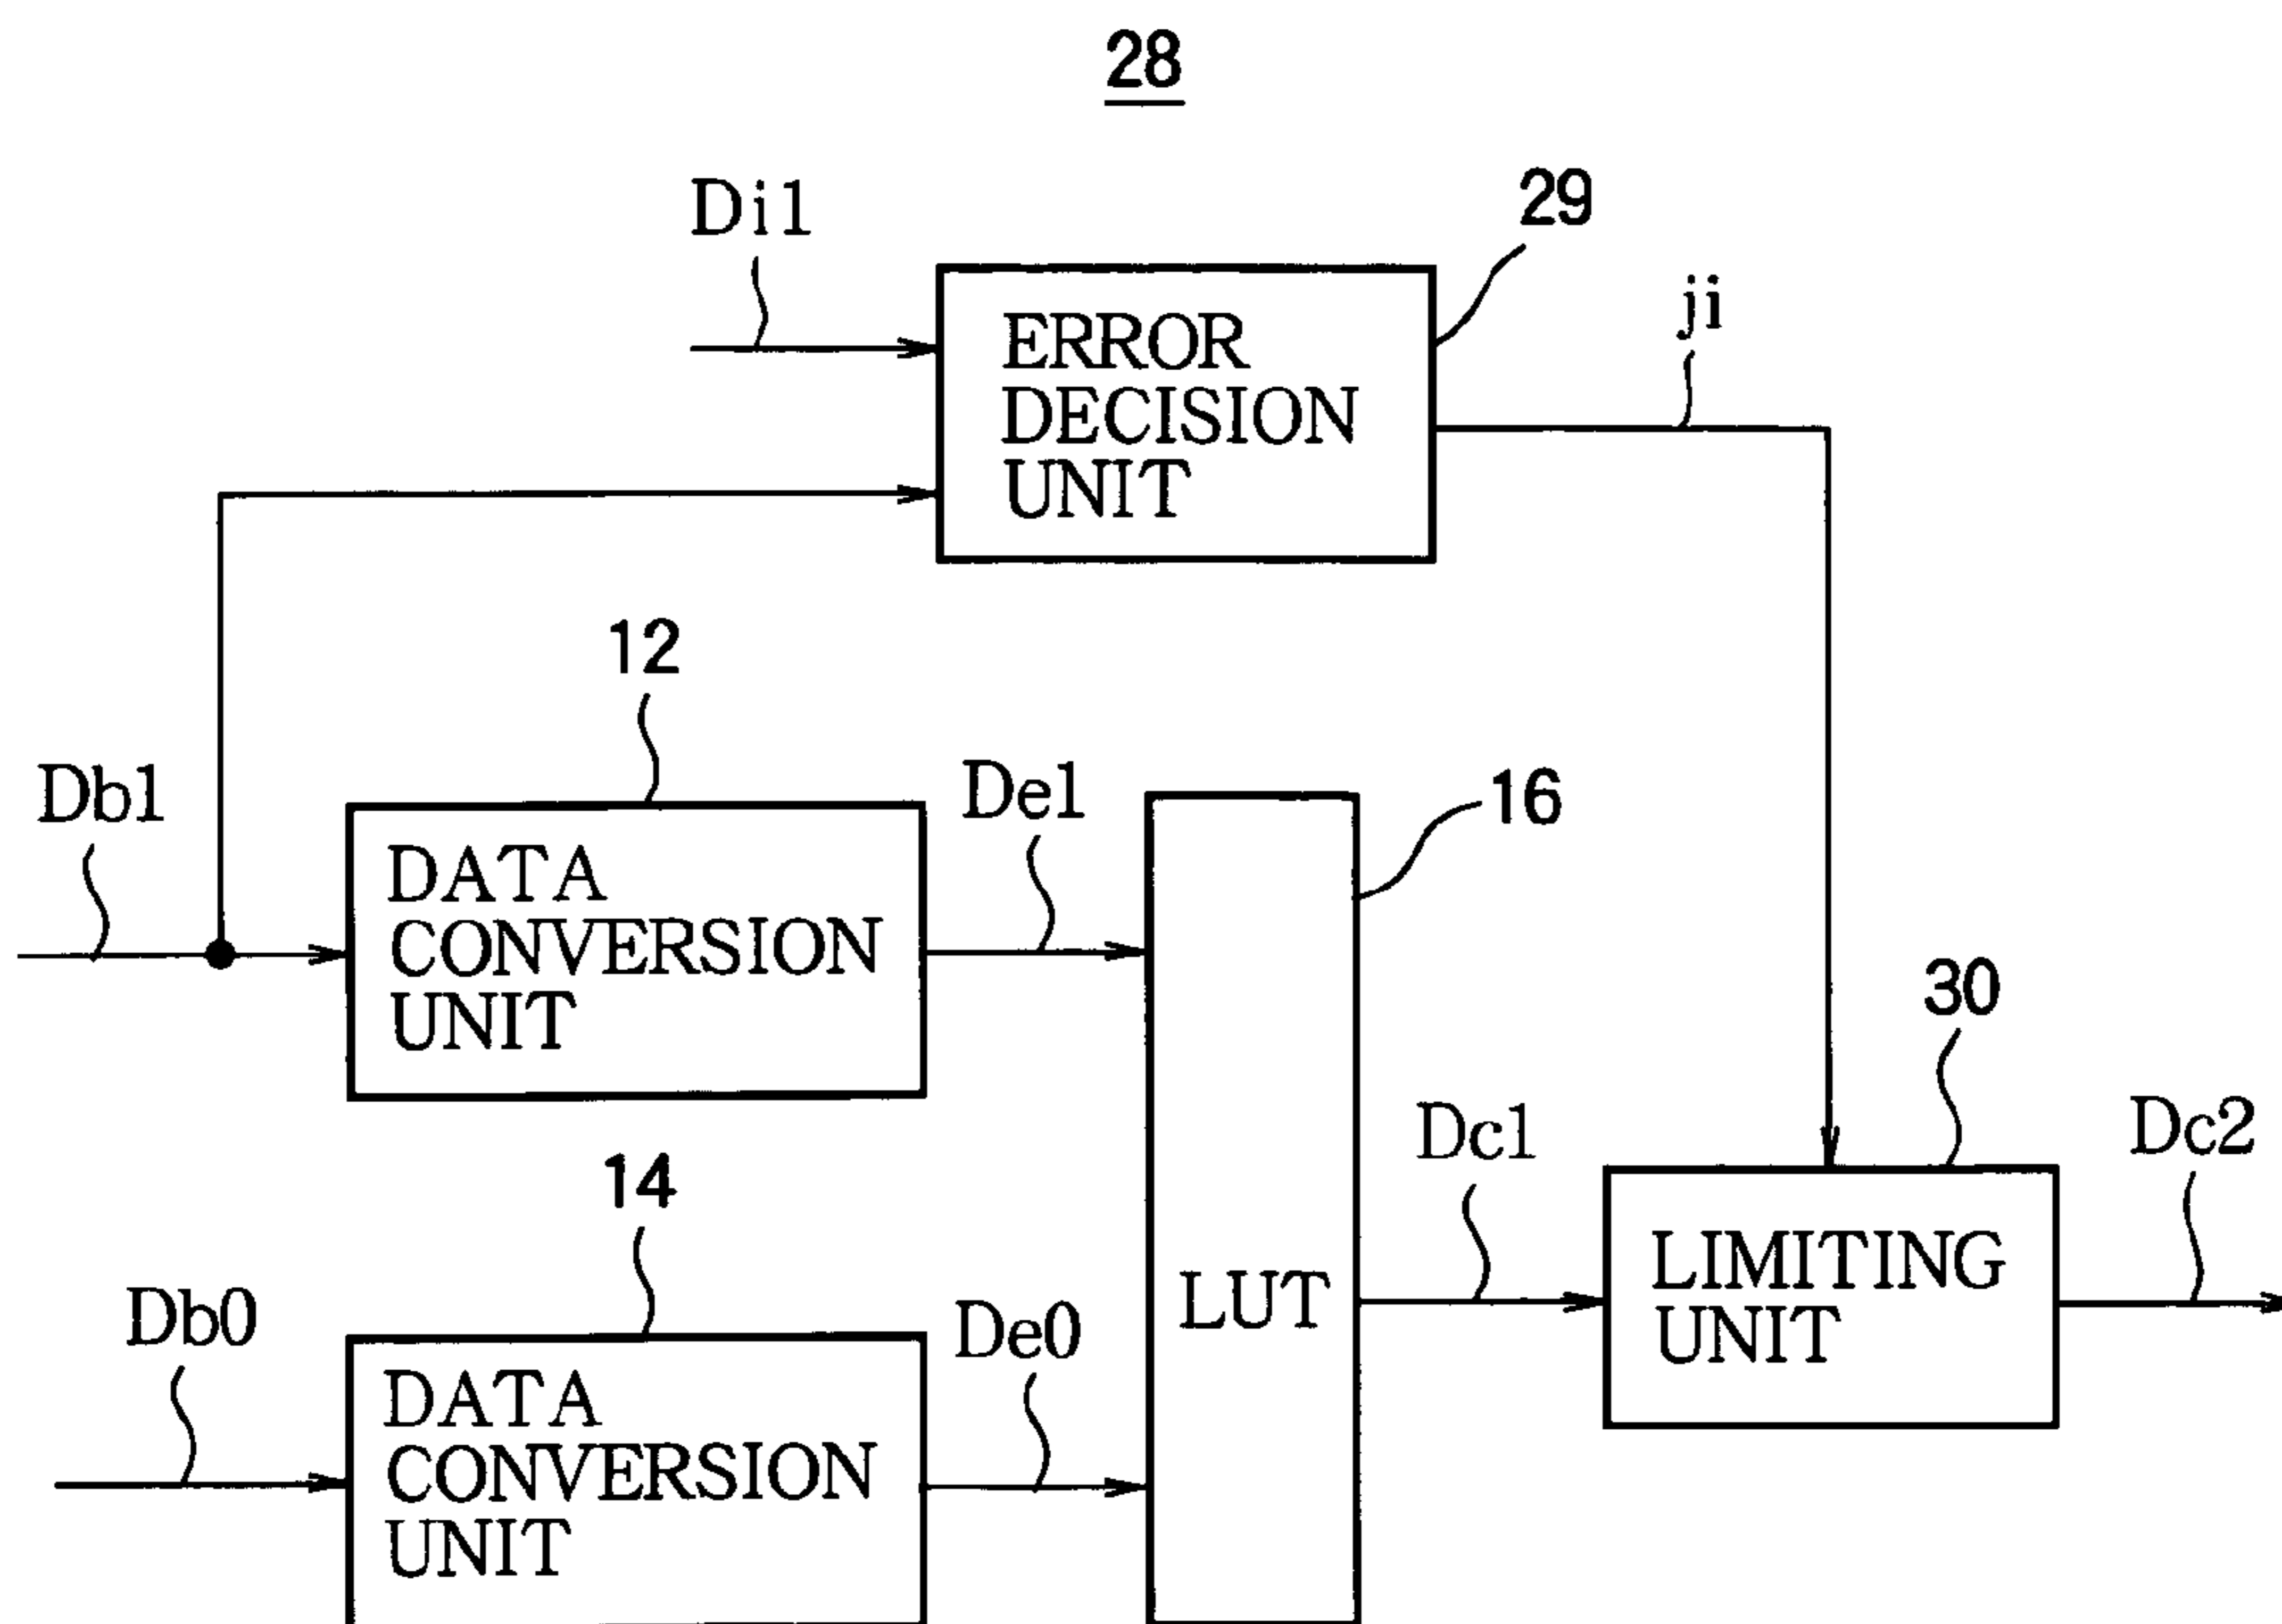 28
Di1
29
ERROR
DECISION
UNIT
ji
12
Db1
DATA
CONVERSION
UNIT
De1
16
30
14
Db0
DATA
CONVERSION
UNIT
De0
LUT
Dc1
LIMITING
UNIT
Dc2